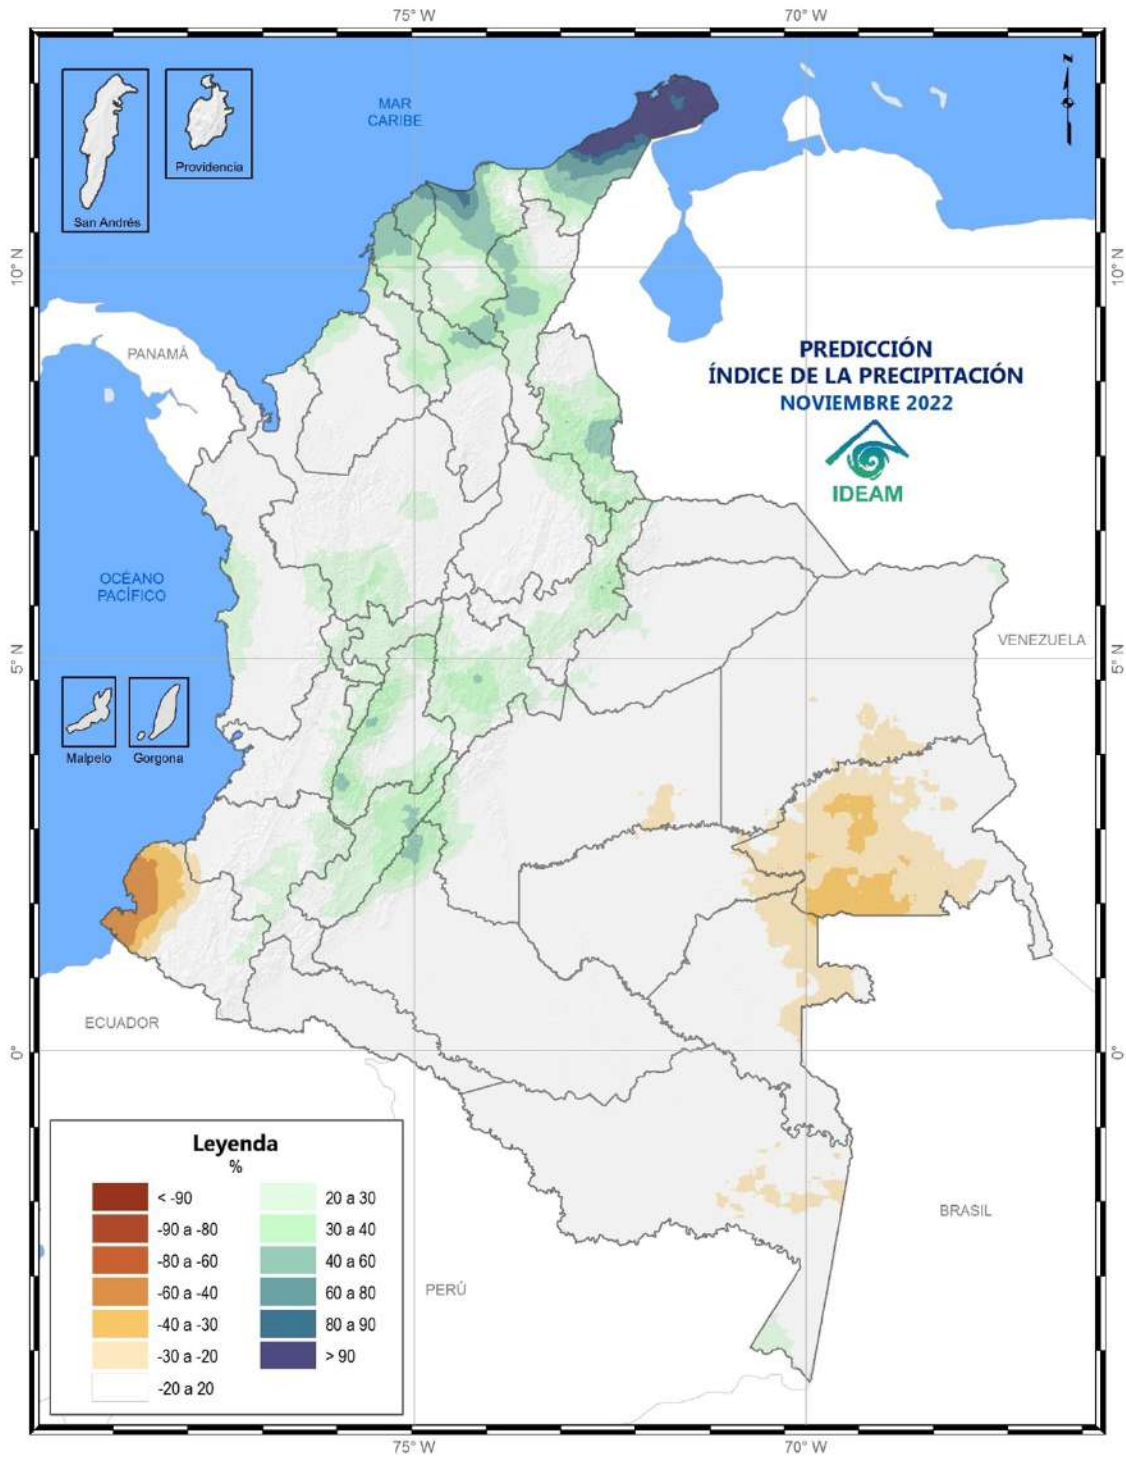 75° W
70° W
MAR
CARIBE
N
San Andrés
Providencia
10° N
10° N
PANAMÁ
PREDICCIÓN
ÍNDICE DE LA PRECIPITACIÓN
NOVIEMBRE 2022
IDEAM
OCÉANO
PACÍFICO
VENEZUELA
5° N
5° N
Malpelo
Gorgona
ECUADOR
0°
0°
BRASIL
PERÚ
Leyenda
%
< -90
-90 a -80
-80 a -60
-60 a -40
-40 a -30
-30 a -20
-20 a 20
20 a 30
30 a 40
40 a 60
60 a 80
80 a 90
> 90
75° W
70° W